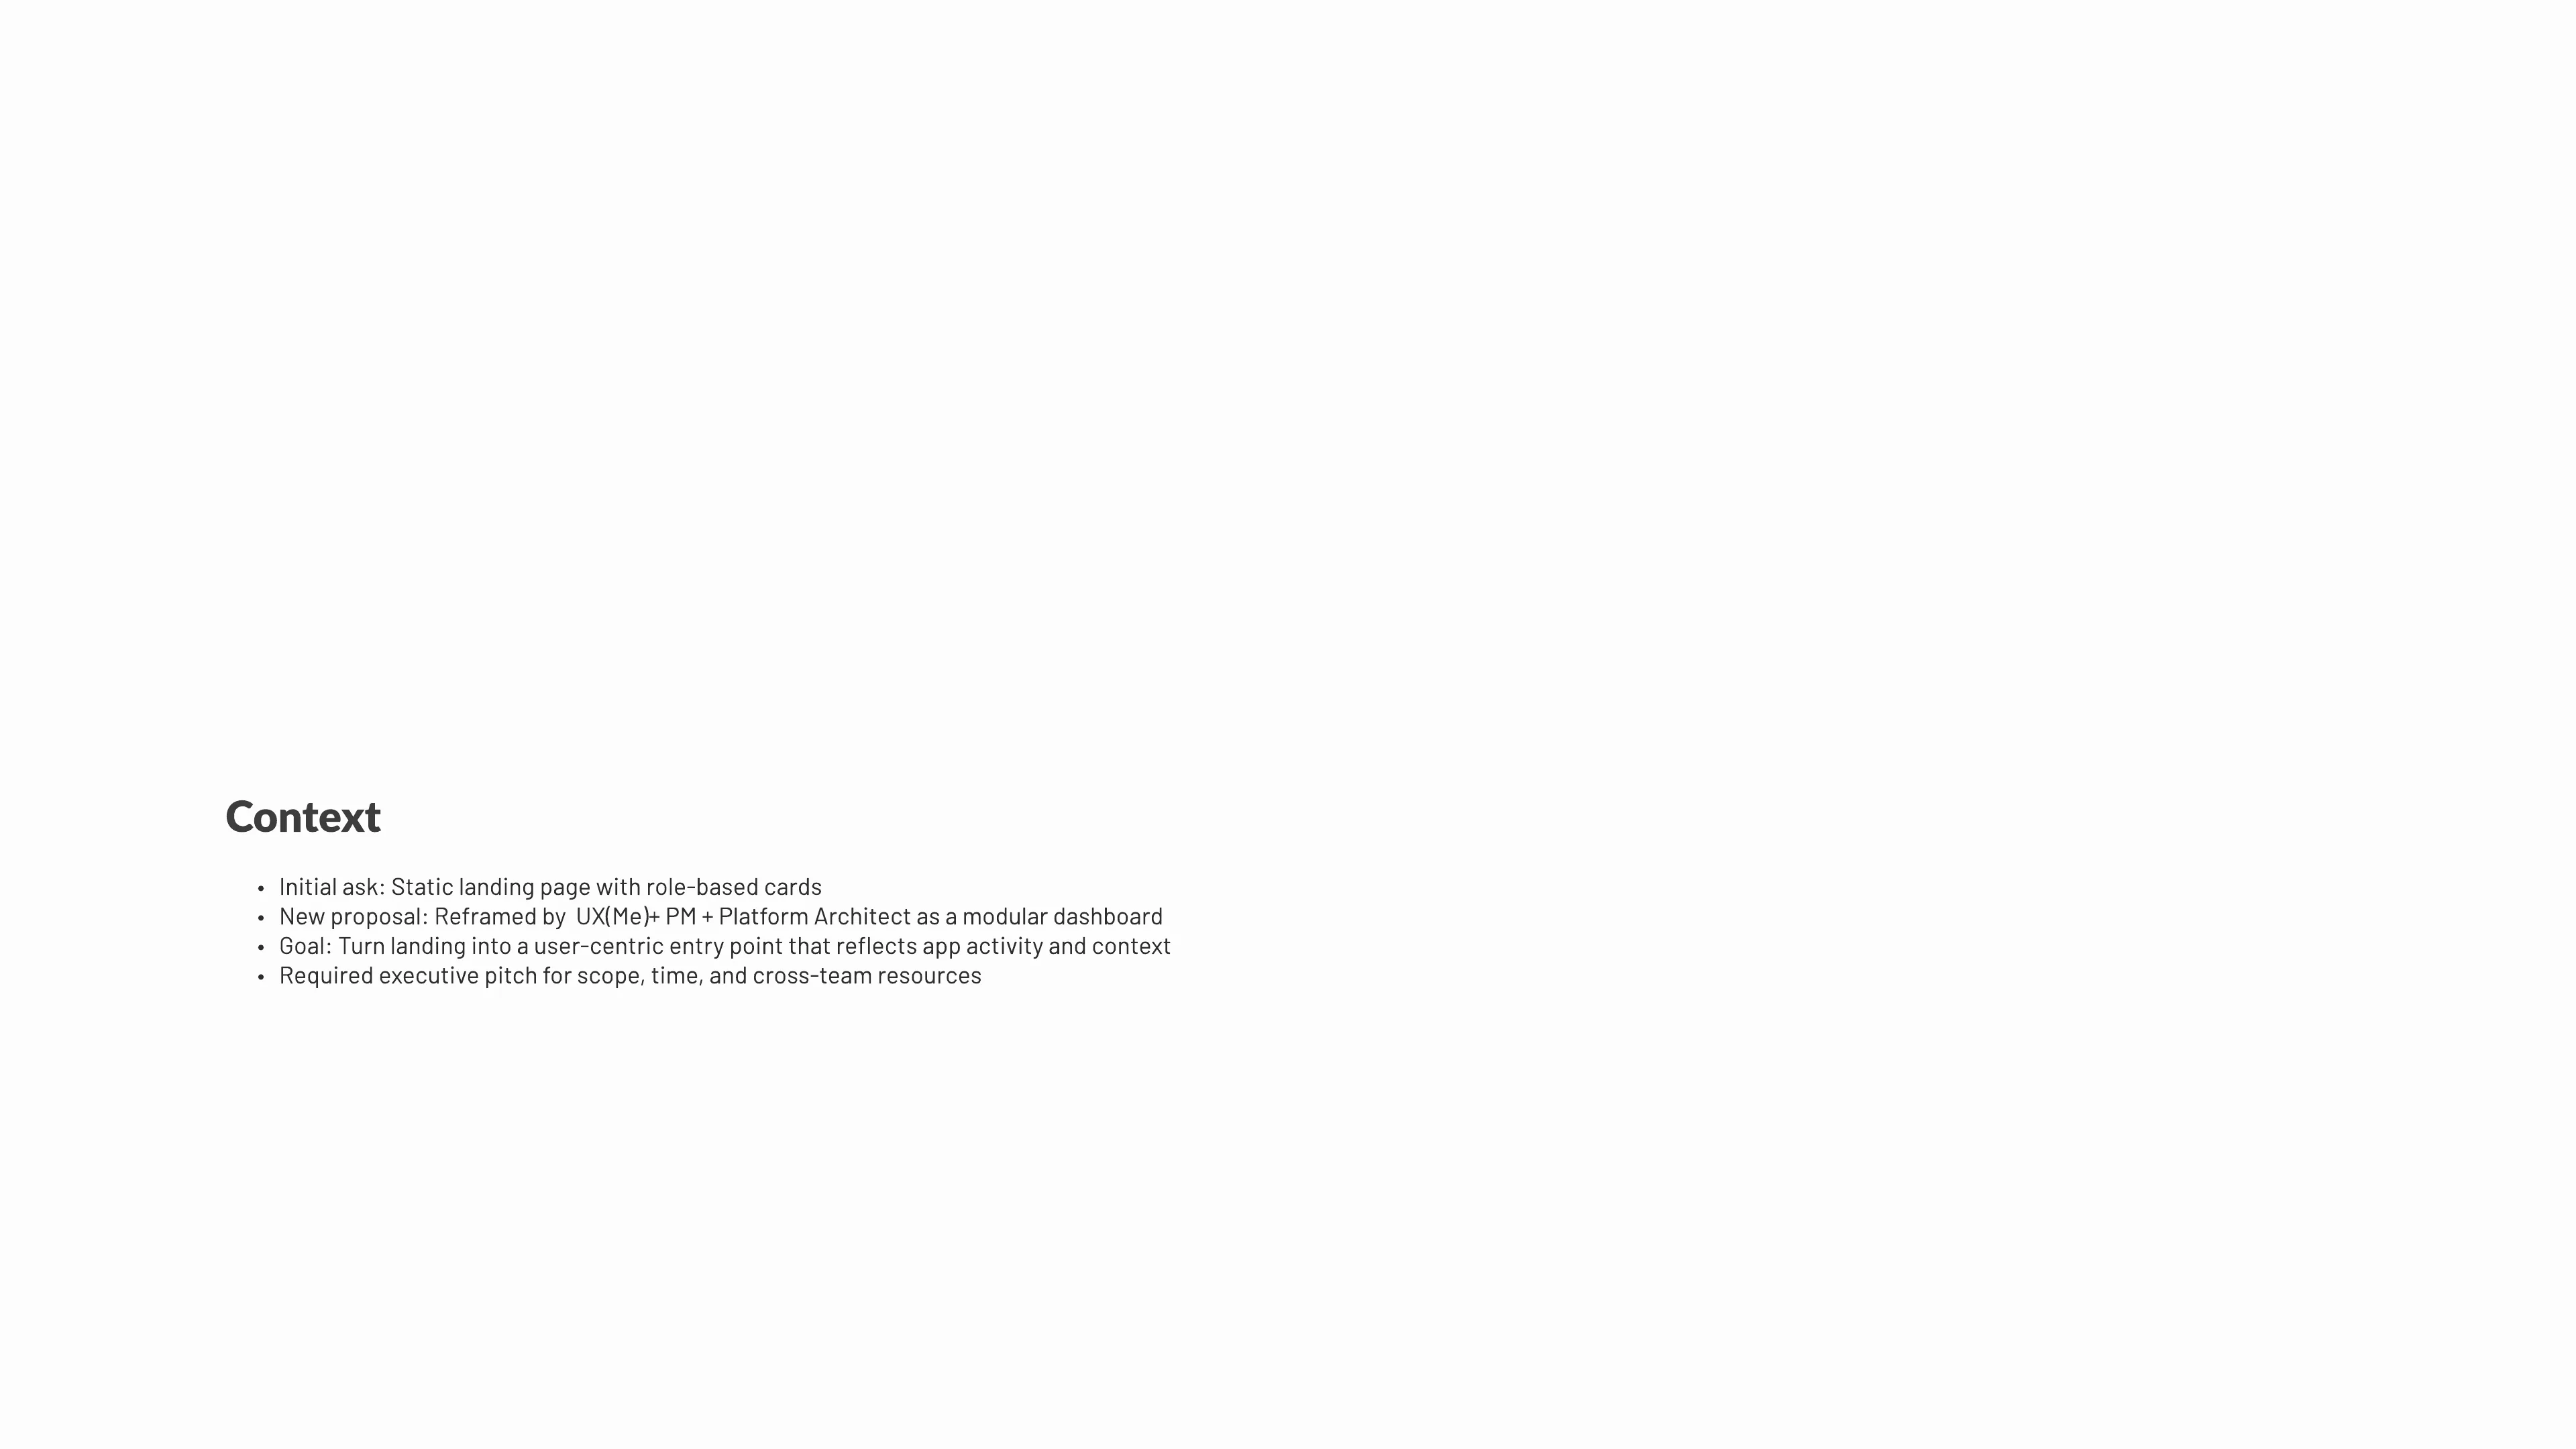 Context
• Initial ask: Static landing page with role-based cards
• New proposal: Reframed by  UX(Me)+ PM + Platform Architect as a modular dashboard
• Goal: Turn landing into a user-centric entry point that reflects app activity and context
• Required executive pitch for scope, time, and cross-team resources